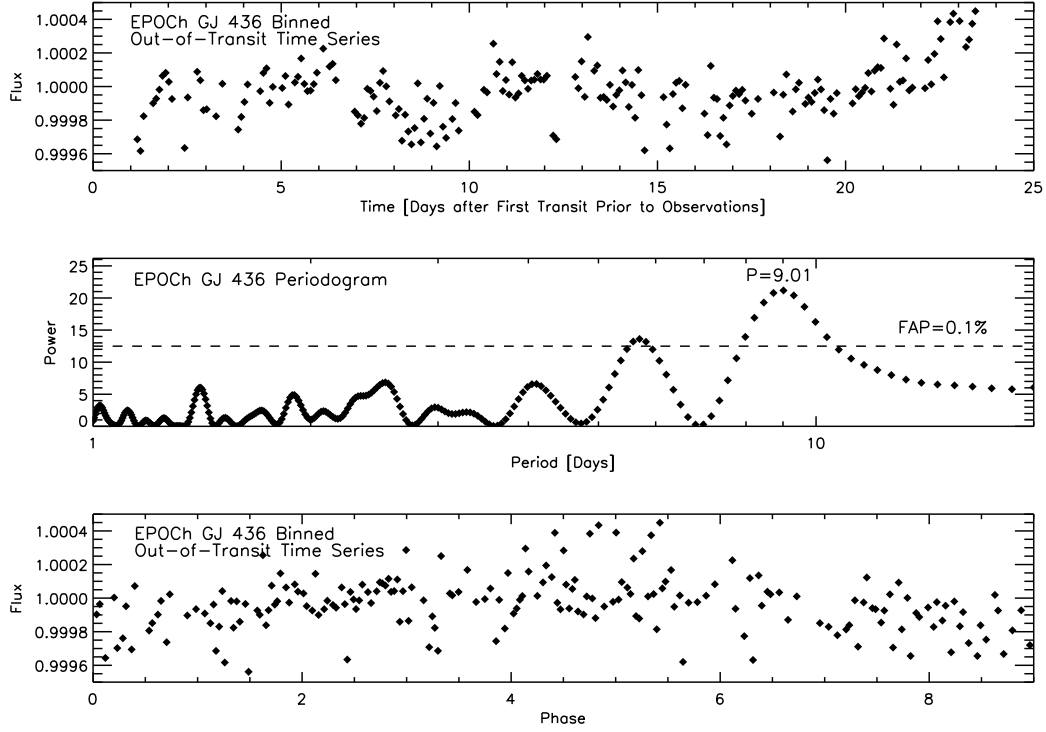 EPOCh GJ 436 Binned
Out-of-Transit Time Series
1.0004
1.0002
1.0000
0.9998
0.9996
Flux
0 5 10 15 20 25
Time [Days after First Transit Prior to Observations]
EPOCh GJ 436 Periodogram
P=9.01
FAP=0.1%
25
20
15
10
5
0
Power
1 10
Period [Days]
EPOCh GJ 436 Binned
Out-of-Transit Time Series
1.0004
1.0002
1.0000
0.9998
0.9996
Flux
0 2 4 6 8
Phase